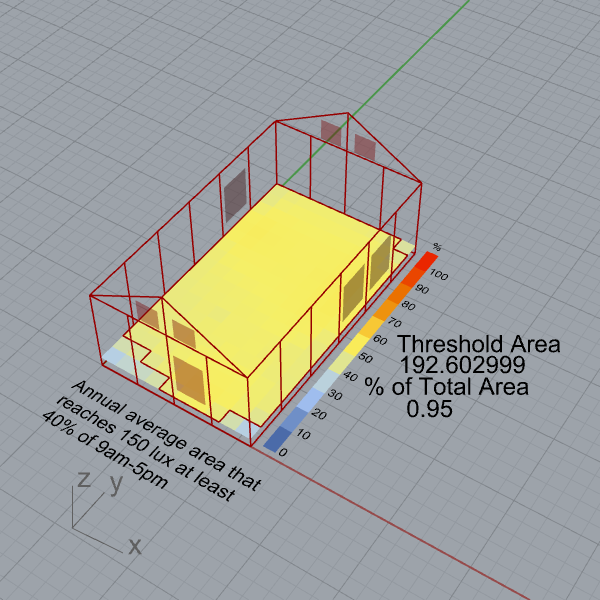 %
100
90
80
70
60
50
40
30
20
10
0
Threshold Area
192.602999
% of Total Area
0.95
Annual average area that
reaches 150 lux at least
40% of 9am-5pm
z
y
x